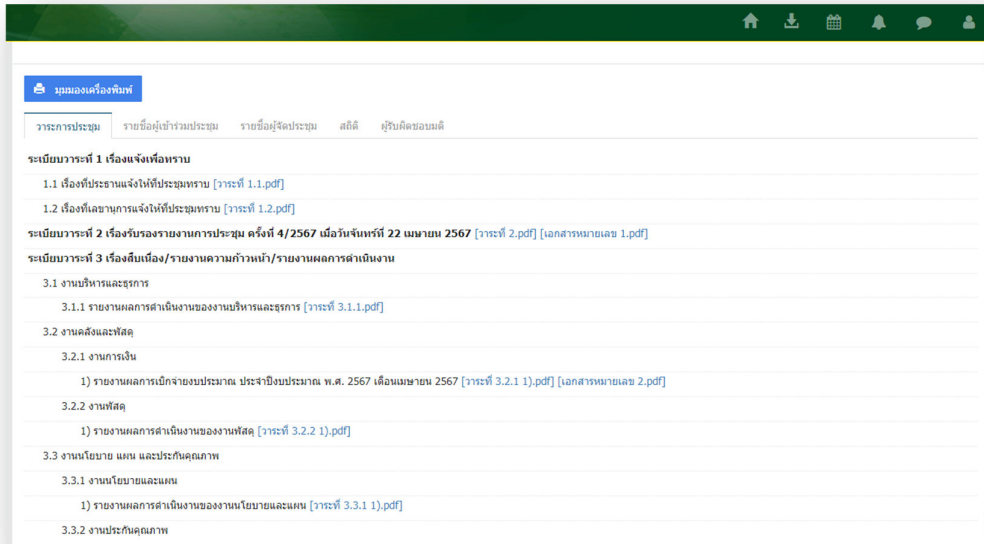 มุมมองเครื่องพิมพ์
วาระการประชุม รายชื่อผู้เข้าร่วมประชุม รายชื่อผู้จัดประชุม สถิติ ผู้รับผิดชอบมติ
ระเบียบวาระที่ 1 เรื่องแจ้งเพื่อทราบ
1.1 เรื่องที่ประธานแจ้งให้ที่ประชุมทราบ [วาระที่ 1.1.pdf]
1.2 เรื่องที่เลขานุการแจ้งให้ที่ประชุมทราบ [วาระที่ 1.2.pdf]
ระเบียบวาระที่ 2 เรื่องรับรองรายงานการประชุม ครั้งที่ 4/2567 เมื่อวันจันทร์ที่ 22 เมษายน 2567 [วาระที่ 2.pdf] [เอกสารหมายเลข 1.pdf]
ระเบียบวาระที่ 3 เรื่องสืบเนื่อง/รายงานความก้าวหน้า/รายงานผลการดำเนินงาน
3.1 งานบริหารและธุรการ
3.1.1 รายงานผลการดำเนินงานของงานบริหารและธุรการ [วาระที่ 3.1.1.pdf]
3.2 งานคลังและพัสดุ
3.2.1 งานการเงิน
1) รายงานผลการเบิกจ่ายงบประมาณ ประจำปีงบประมาณ พ.ศ. 2567 เดือนเมษายน 2567 [วาระที่ 3.2.1 1).pdf] [เอกสารหมายเลข 2.pdf]
3.2.2 งานพัสดุ
1) รายงานผลการดำเนินงานของงานพัสดุ [วาระที่ 3.2.2 1).pdf]
3.3 งานนโยบาย แผน และประกันคุณภาพ
3.3.1 งานนโยบายและแผน
1) รายงานผลการดำเนินงานของงานนโยบายและแผน [วาระที่ 3.3.1 1).pdf]
3.3.2 งานประกันคุณภาพ